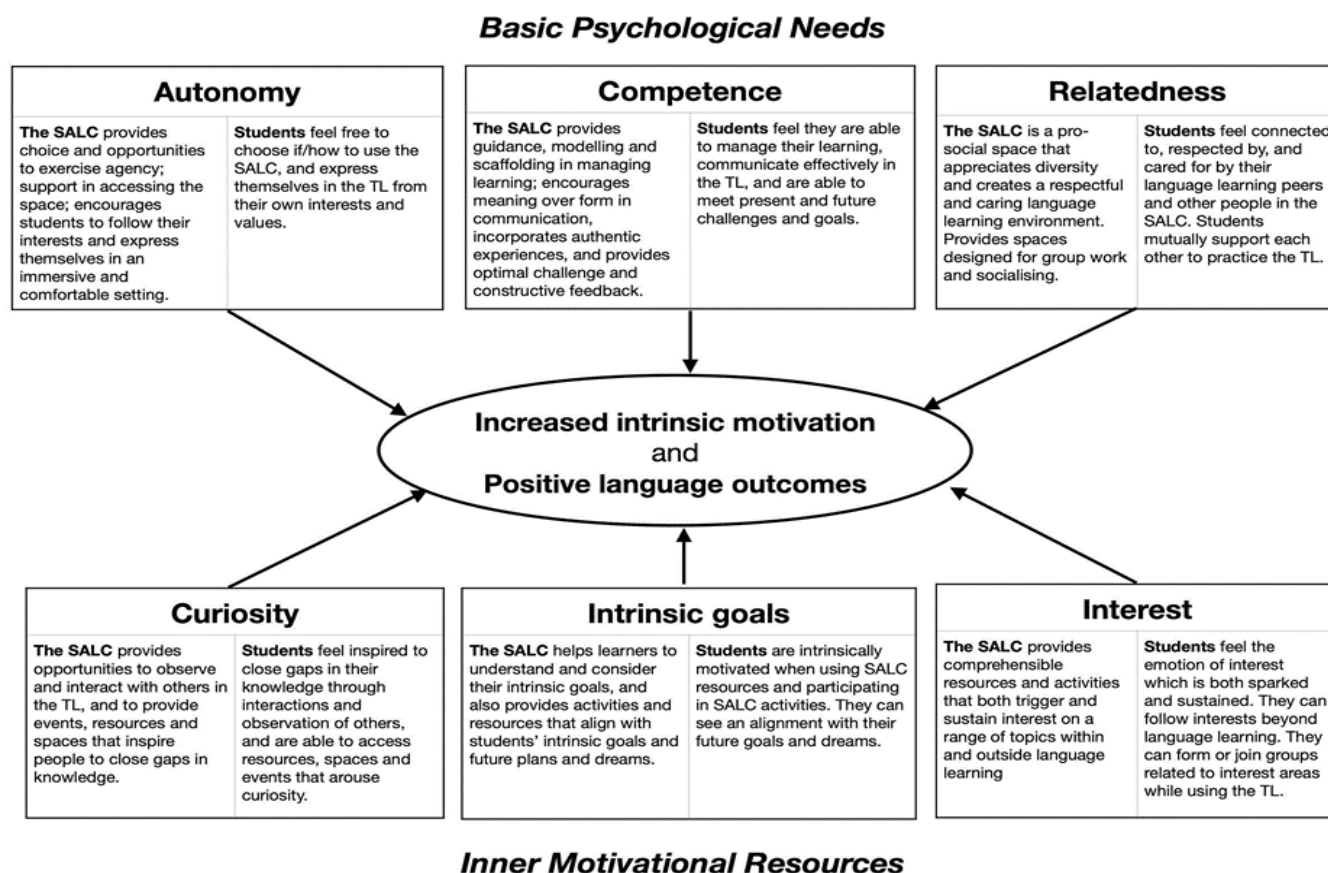 Basic Psychological Needs
Autonomy
The SALC provides
choice and opportunities
to exercise agency;
support in accessing the
space; encourages
students to follow their
interests and express
themselves in an
immersive and
comfortable setting.
Students feel free to
choose if/how to use the
SALC, and express
themselves in the TL from
their own interests and
values.
Competence
The SALC provides
guidance, modelling and
scaffolding in managing
learning; encourages
meaning over form in
communication,
incorporates authentic
experiences, and provides
optimal challenge and
constructive feedback.
Students feel they are able
to manage their learning,
communicate effectively in
the TL, and are able to
meet present and future
challenges and goals.
Relatedness
The SALC is a pro-
social space that
appreciates diversity
and creates a respectful
and caring language
learning environment.
Provides spaces
designed for group work
and socialising.
Students feel connected
to, respected by, and
cared for by their
language learning peers
and other people in the
SALC. Students
mutually support each
other to practice the TL.
Increased intrinsic motivation
and
Positive language outcomes
Curiosity
The SALC provides
opportunities to observe
and interact with others in
the TL, and to provide
events, resources and
spaces that inspire
people to close gaps in
knowledge.
Students feel inspired to
close gaps in their
knowledge through
interactions and
observation of others,
and are able to access
resources, spaces and
events that arouse
curiosity.
Intrinsic goals
The SALC helps learners to
understand and consider
their intrinsic goals, and
also provides activities and
resources that align with
students' intrinsic goals and
future plans and dreams.
Students are intrinsically
motivated when using SALC
resources and participating
in SALC activities. They can
see an alignment with their
future goals and dreams.
Interest
The SALC provides
comprehensible
resources and activities
that both trigger and
sustain interest on a
range of topics within
and outside language
learning
Students feel the
emotion of interest
which is both sparked
and sustained. They can
follow interests beyond
language learning. They
can form or join groups
related to interest areas
while using the TL.
Inner Motivational Resources